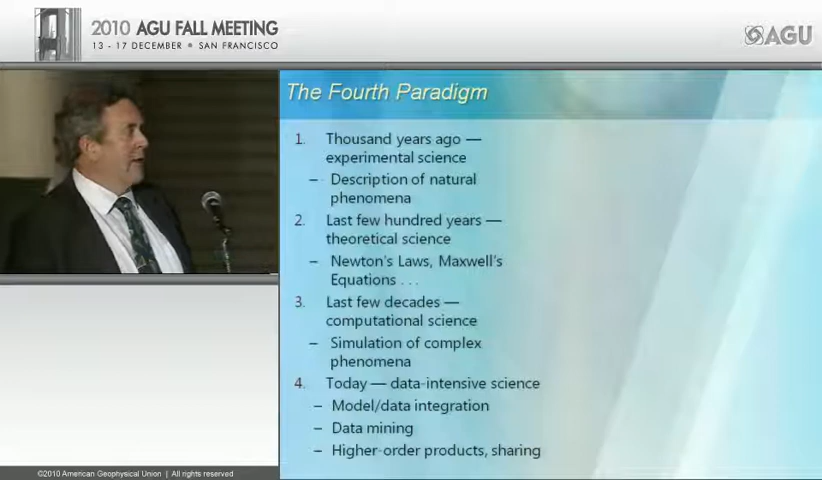 2010 AGU FALL MEETING
13 - 17 DECEMBER SAN FRANCISCO
AGU
The Fourth Paradigm
1. Thousand years ago —
experimental science
– Description of natural
phenomena
2. Last few hundred years —
theoretical science
– Newton's Laws, Maxwell's
Equations . . .
3. Last few decades —
computational science
– Simulation of complex
phenomena
4. Today — data-intensive science
– Model/data integration
– Data mining
– Higher-order products, sharing
©2010 American Geophysical Union | All rights reserved